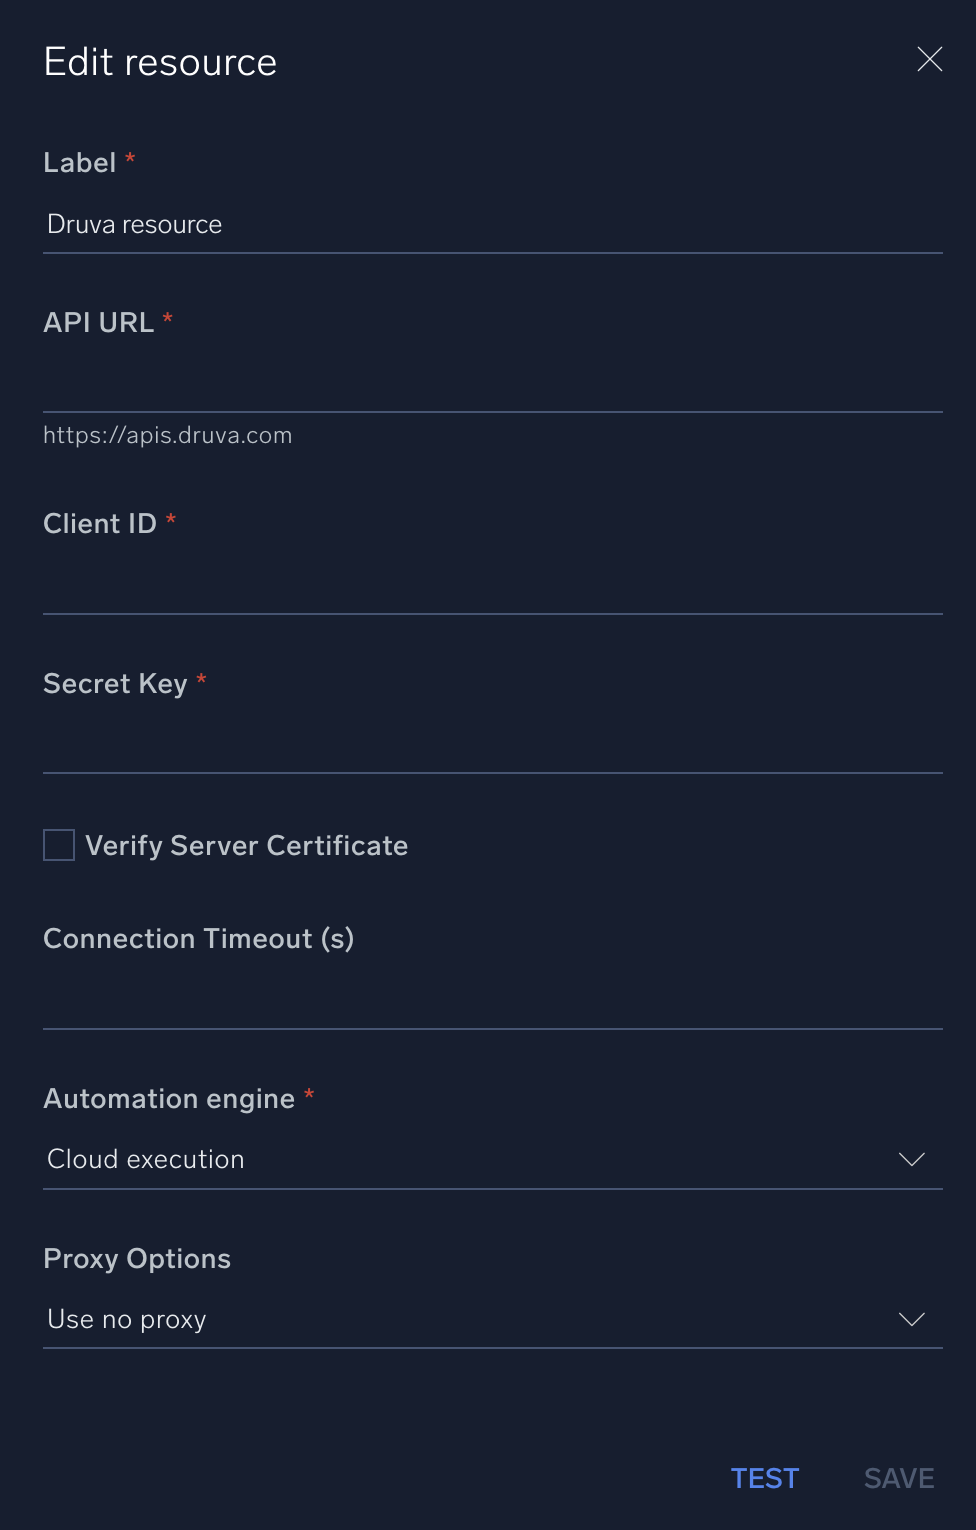 Edit resource
Label *
Druva resource
API URL *
https://apis.druva.com
Client ID *
Secret Key *
Verify Server Certificate
Connection Timeout (s)
Automation engine *
Cloud execution
Proxy Options
Use no proxy
TEST SAVE